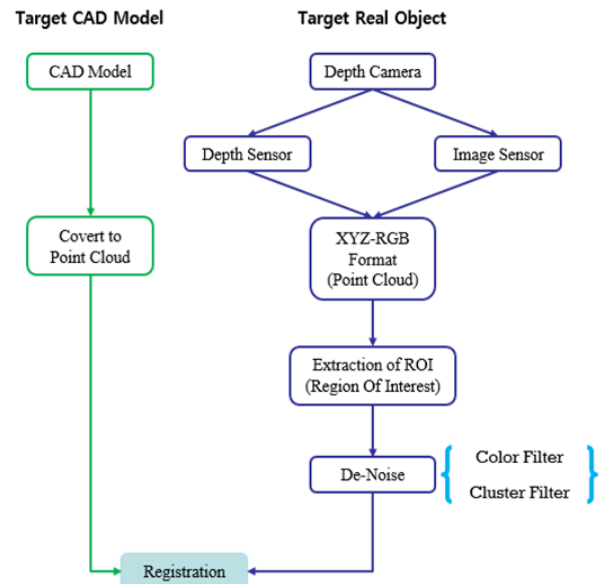 Target CAD Model
Target Real Object
CAD Model
Depth Camera
Depth Sensor
Image Sensor
Covert to
Point Cloud
XYZ-RGB
Format
(Point Cloud)
Extraction of ROI
(Region Of Interest)
De-Noise
Color Filter
Cluster Filter
Registration